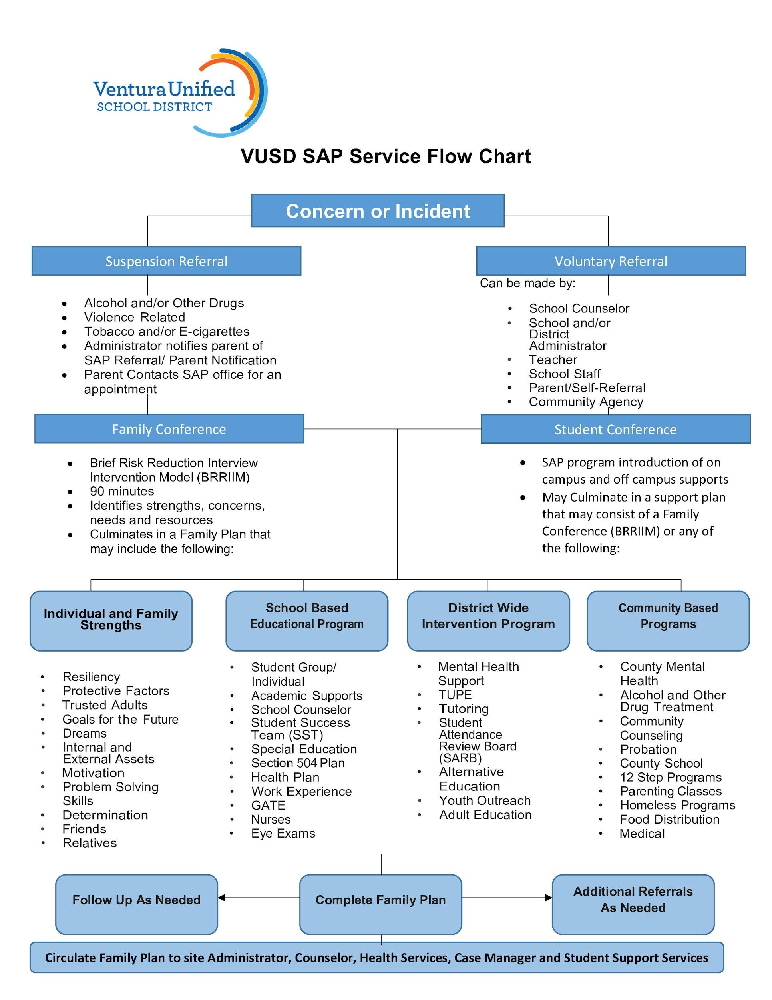 Ventura Unified
SCHOOL DISTRICT
VUSD SAP Service Flow Chart
Concern or Incident
Suspension Referral
• Alcohol and/or Other Drugs
• Violence Related
• Tobacco and/or E-cigarettes
• Administrator notifies parent of
SAP Referral/ Parent Notification
• Parent Contacts SAP office for an
appointment
Voluntary Referral
Can be made by:
• School Counselor
• School and/or
District
Administrator
• Teacher
• School Staff
• Parent/Self-Referral
• Community Agency
Family Conference
• Brief Risk Reduction Interview
Intervention Model (BRRIIM)
• 90 minutes
• Identifies strengths, concerns,
needs and resources
• Culminates in a Family Plan that
may include the following:
Student Conference
• SAP program introduction of on
campus and off campus supports
• May Culminate in a support plan
that may consist of a Family
Conference (BRRIIM) or any of
the following:
Individual and Family
Strengths
• Resiliency
• Protective Factors
• Trusted Adults
• Goals for the Future
• Dreams
• Internal and
External Assets
• Motivation
• Problem Solving
Skills
• Determination
• Friends
• Relatives
School Based
Educational Program
• Student Group/
Individual
• Academic Supports
• School Counselor
• Student Success
Team (SST)
• Special Education
• Section 504 Plan
• Health Plan
• Work Experience
• GATE
• Nurses
• Eye Exams
District Wide
Intervention Program
• Mental Health
Support
• TUPE
• Tutoring
• Student
Attendance
Review Board
(SARB)
• Alternative
Education
• Youth Outreach
• Adult Education
Community Based
Programs
• County Mental
Health
• Alcohol and Other
Drug Treatment
• Community
Counseling
• Probation
• County School
• 12 Step Programs
• Parenting Classes
• Homeless Programs
• Food Distribution
• Medical
Follow Up As Needed
Complete Family Plan
Additional Referrals
As Needed
Circulate Family Plan to site Administrator, Counselor, Health Services, Case Manager and Student Support Services